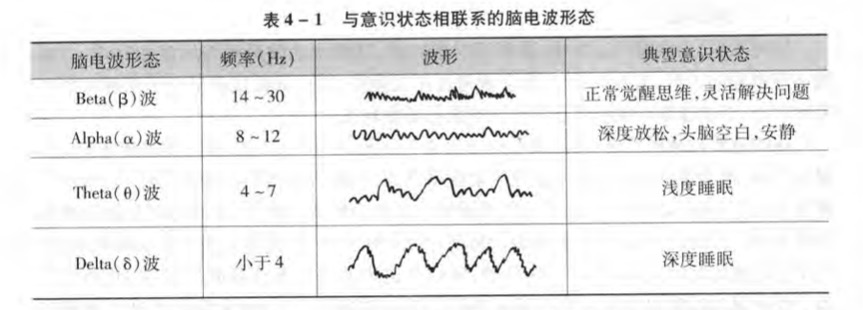 表4-1 与意识状态相联系的脑电波形态
脑电波形态 频率(Hz) 波形 典型意识状态
Beta(β)波 14~30 正常觉醒思维,灵活解决问题
Alpha(α)波 8~12 深度放松,头脑空白,安静
Theta(θ)波 4~7 浅度睡眠
Delta(δ)波 小于4 深度睡眠